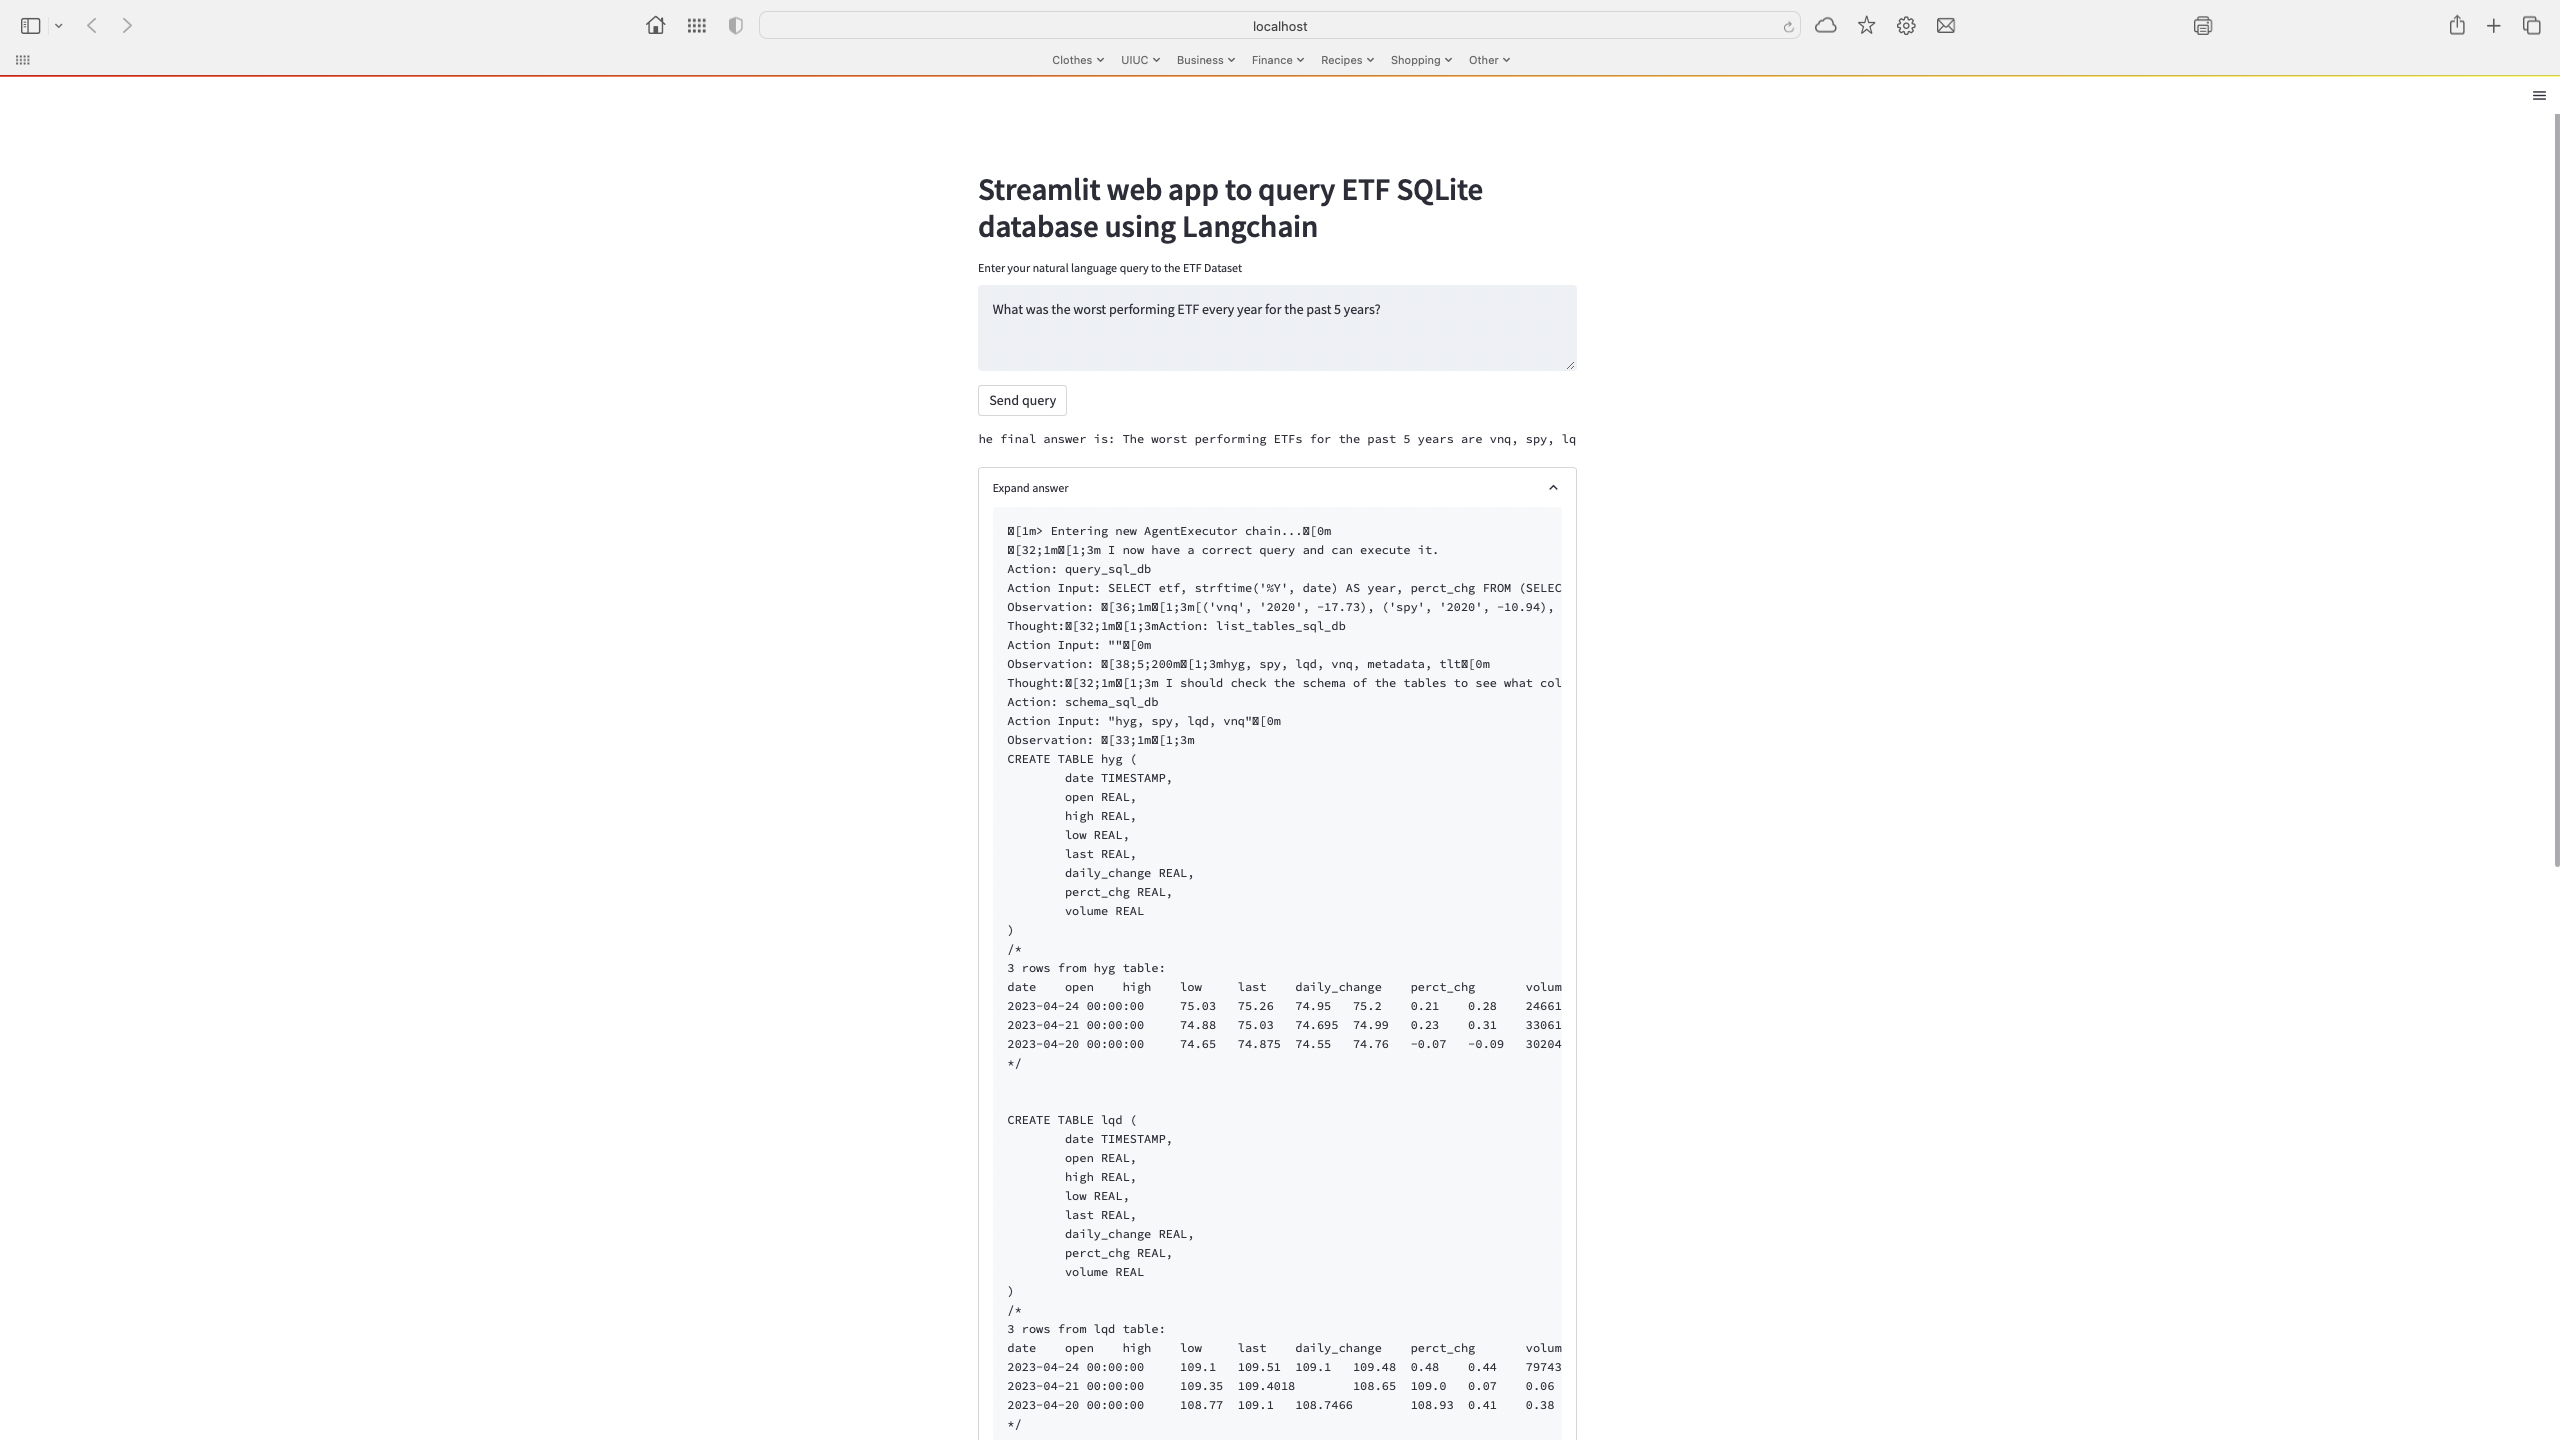 localhost
Clothes UIUC Business Finance Recipes Shopping Other
Streamlit web app to query ETF SQLite
database using Langchain
Enter your natural language query to the ETF Dataset
What was the worst performing ETF every year for the past 5 years?
Send query
he final answer is: The worst performing ETFs for the past 5 years are vnq, spy, lq
Expand answer
[1m> Entering new AgentExecutor chain...[0m
[32;1m[1;3m I now have a correct query and can execute it.
Action: query_sql_db
Action Input: SELECT etf, strftime('%Y', date) AS year, perct_chg FROM (SELEC
Observation: [36;1m[1;3m[('vnq', '2020', -17.73), ('spy', '2020', -10.94),
Thought:[32;1m[1;3mAction: list_tables_sql_db
Action Input: ""[0m
Observation: [38;5;200m[1;3mhyg, spy, lqd, vnq, metadata, tlt[0m
Thought:[32;1m[1;3m I should check the schema of the tables to see what col
Action: schema_sql_db
Action Input: "hyg, spy, lqd, vnq"[0m
Observation: [33;1m[1;3m
CREATE TABLE hyg (
date TIMESTAMP,
open REAL,
high REAL,
low REAL,
last REAL,
daily_change REAL,
perct_chg REAL,
volume REAL
)
/*
3 rows from hyg table:
date open high low last daily_change perct_chg volum
2023-04-24 00:00:00 75.03 75.26 74.95 75.2 0.21 0.28 24661
2023-04-21 00:00:00 74.88 75.03 74.695 74.99 0.23 0.31 33061
2023-04-20 00:00:00 74.65 74.875 74.55 74.76 -0.07 -0.09 30204
*/
CREATE TABLE lqd (
date TIMESTAMP,
open REAL,
high REAL,
low REAL,
last REAL,
daily_change REAL,
perct_chg REAL,
volume REAL
)
/*
3 rows from lqd table:
date open high low last daily_change perct_chg volum
2023-04-24 00:00:00 109.1 109.51 109.1 109.48 0.48 0.44 79743
2023-04-21 00:00:00 109.35 109.4018 108.65 109.0 0.07 0.06
2023-04-20 00:00:00 108.77 109.1 108.7466 108.93 0.41 0.38
*/